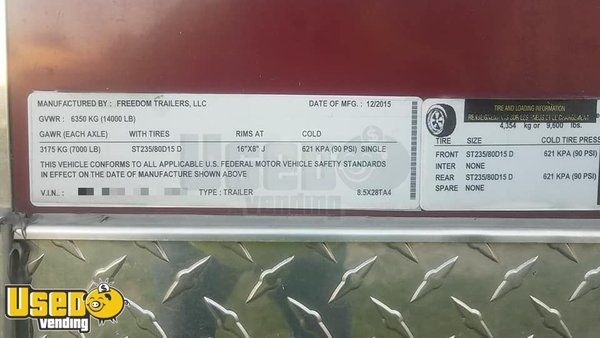 MANUFACTURED BY: FREEDOM TRAILERS, LLC DATE OF MFG: 12/2015
GVWR: 6350 KG (14000 LB)
GAWR (EACH AXLE) WITH TIRES RIMS AT COLD
3175 KG (7000 LB) ST235/80D15 D 16"X8" J 621 KPA (90 PSI) SINGLE
THIS VEHICLE CONFORMS TO ALL APPLICABLE U.S. FEDERAL MOTOR VEHICLE SAFETY STANDARDS
IN EFFECT ON THE DATE OF MANUFACTURE SHOWN ABOVE
V.I.N.: TYPE: TRAILER 8.5X28TA4
TIRE AND LOADING INFORMATION
4,354 kg or 9,600 lbs.
TIRE SIZE COLD TIRE PRESS
FRONT ST235/80D15 D 621 KPA (90 PSI)
INTER NONE
REAR ST235/80D15 D 621 KPA (90 PSI)
SPARE NONE
Used vending
Used vending